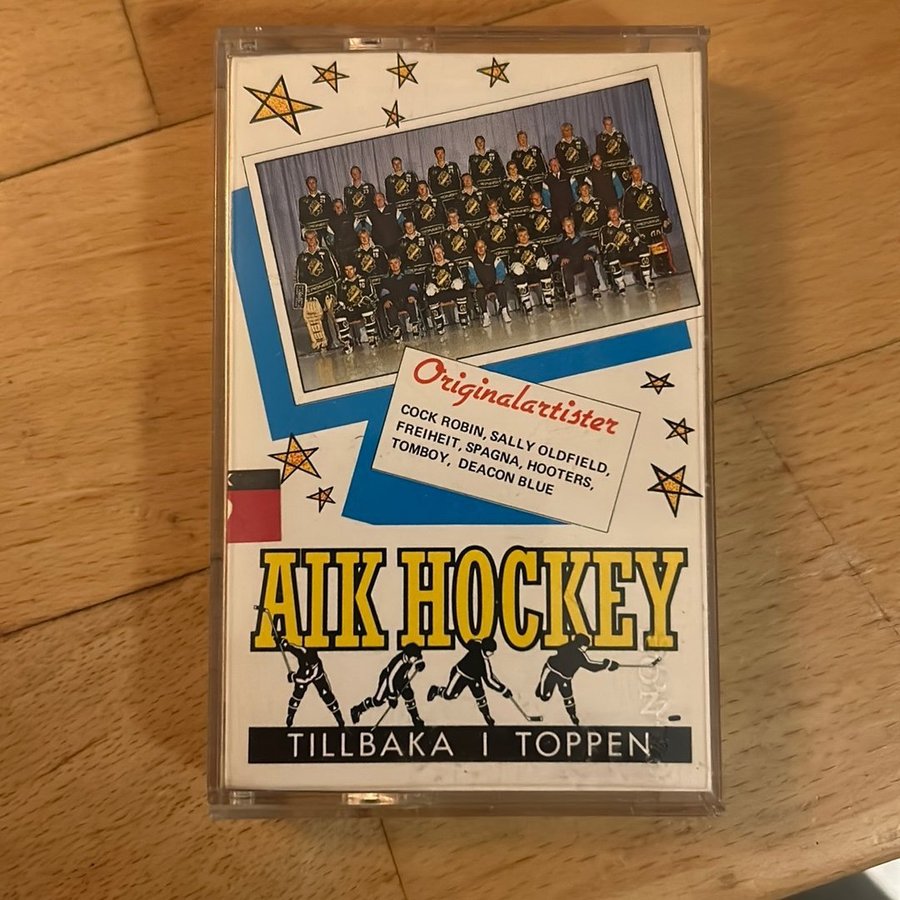 Originalartister
COCK ROBIN, SALLY OLDFIELD,
FREIHEIT, SPAGNA, HOOTERS,
TOMBOY, DEACON BLUE
AIK HOCKEY
TILLBAKA I TOPPEN